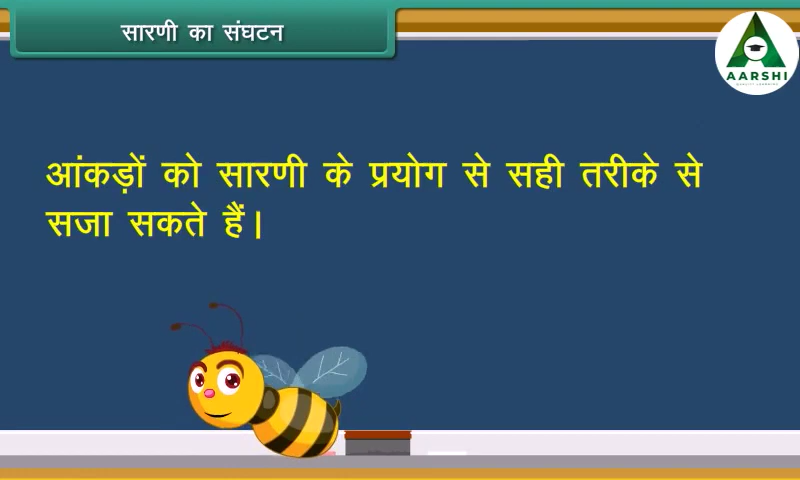 सारणी का संघटन
AARSHI
आंकड़ों को सारणी के प्रयोग से सही तरीके से
सजा सकते हैं।